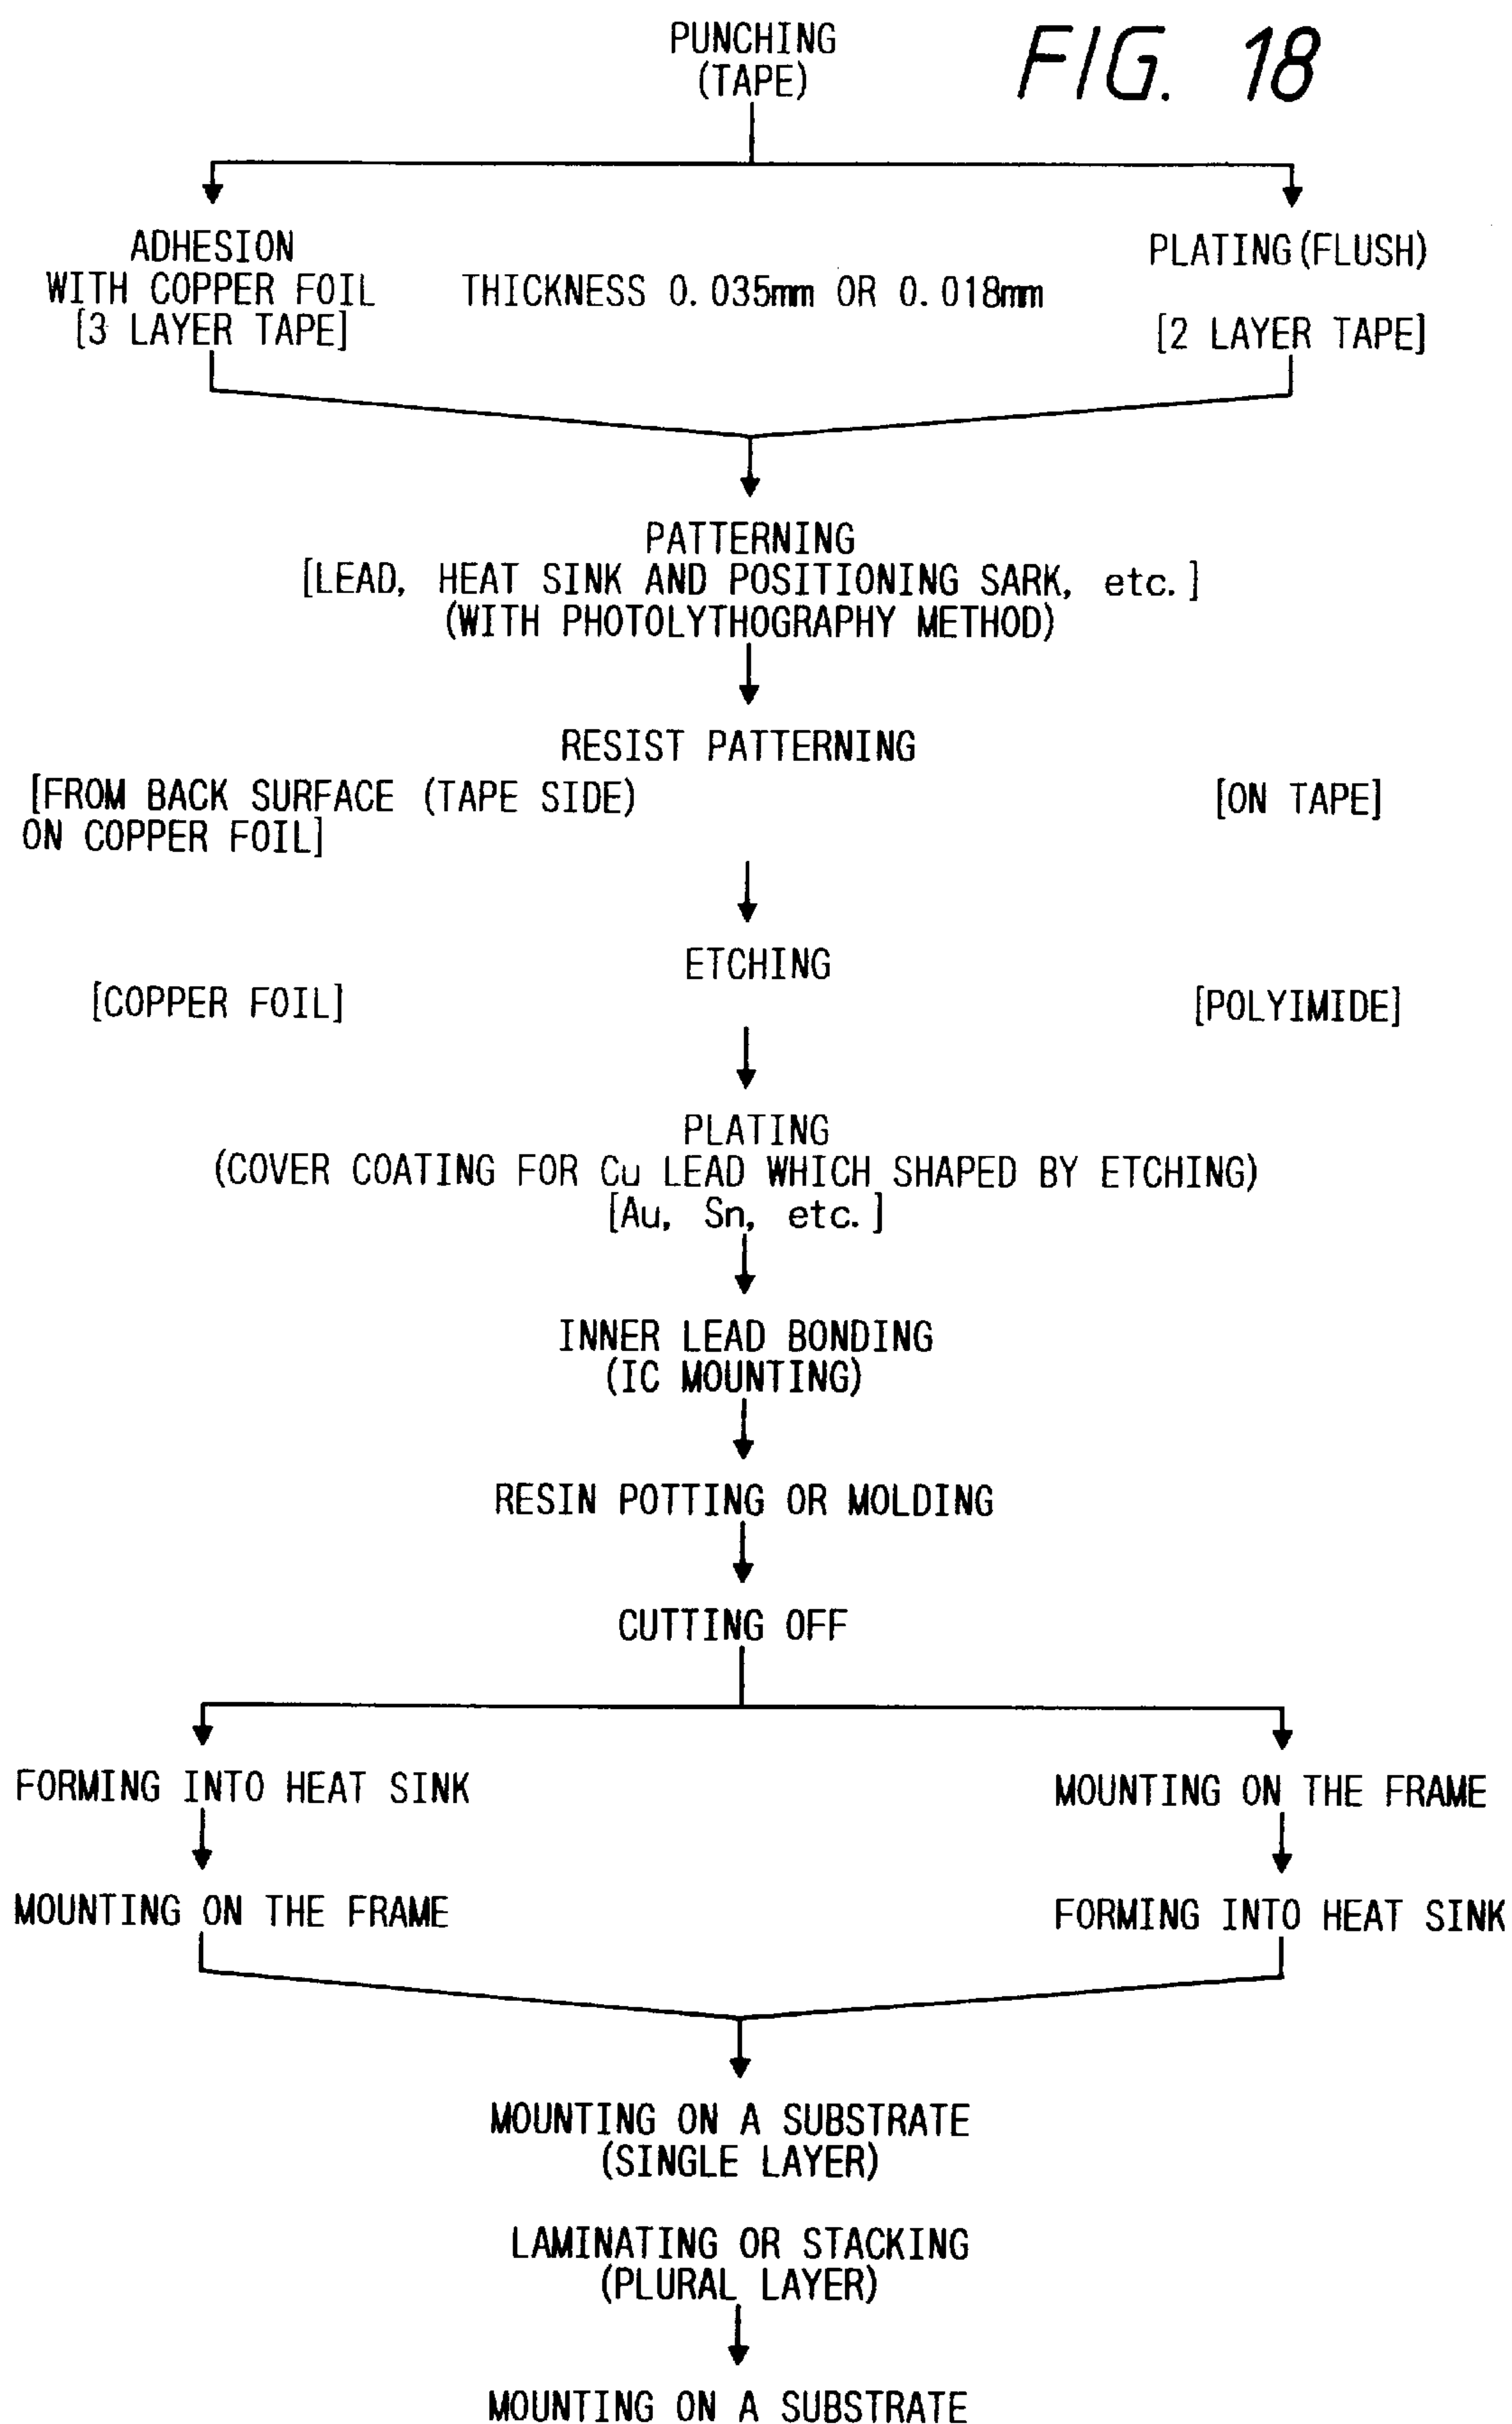 PUNCHING
(TAPE)
FIG. 18
ADHESION
WITH COPPER FOIL
[3 LAYER TAPE]
THICKNESS 0.035mm OR 0.018mm
PLATING(FLUSH)
[2 LAYER TAPE]
PATTERNING
[LEAD, HEAT SINK AND POSITIONING SARK, etc.]
(WITH PHOTOLYTHOGRAPHY METHOD)
RESIST PATTERNING
[FROM BACK SURFACE (TAPE SIDE)
ON COPPER FOIL]
[ON TAPE]
ETCHING
[COPPER FOIL]
[POLYIMIDE]
PLATING
(COVER COATING FOR Cu LEAD WHICH SHAPED BY ETCHING)
[Au, Sn, etc.]
INNER LEAD BONDING
(IC MOUNTING)
RESIN POTTING OR MOLDING
CUTTING OFF
FORMING INTO HEAT SINK
MOUNTING ON THE FRAME
MOUNTING ON THE FRAME
FORMING INTO HEAT SINK
MOUNTING ON A SUBSTRATE
(SINGLE LAYER)
LAMINATING OR STACKING
(PLURAL LAYER)
MOUNTING ON A SUBSTRATE